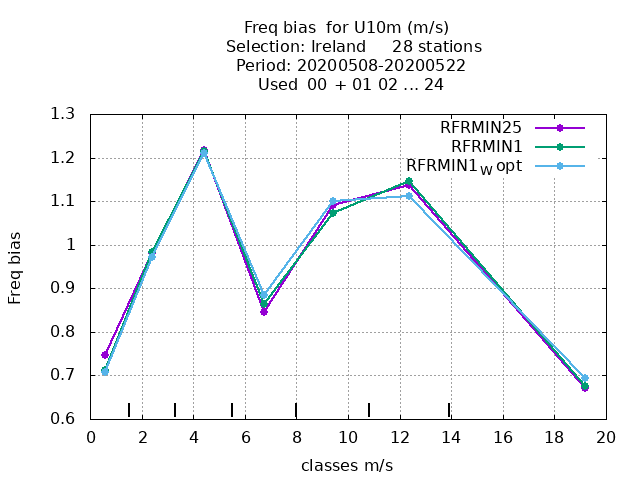 Freq bias  for U10m (m/s)
Selection: Ireland     28 stations
Period: 20200508-20200522
Used  00 + 01 02 ... 24
RFRMIN25
RFRMIN1
RFRMIN1W opt
1.3
1.2
1.1
1
0.9
0.8
0.7
0.6
Freq bias
0 2 4 6 8 10 12 14 16 18 20
classes m/s